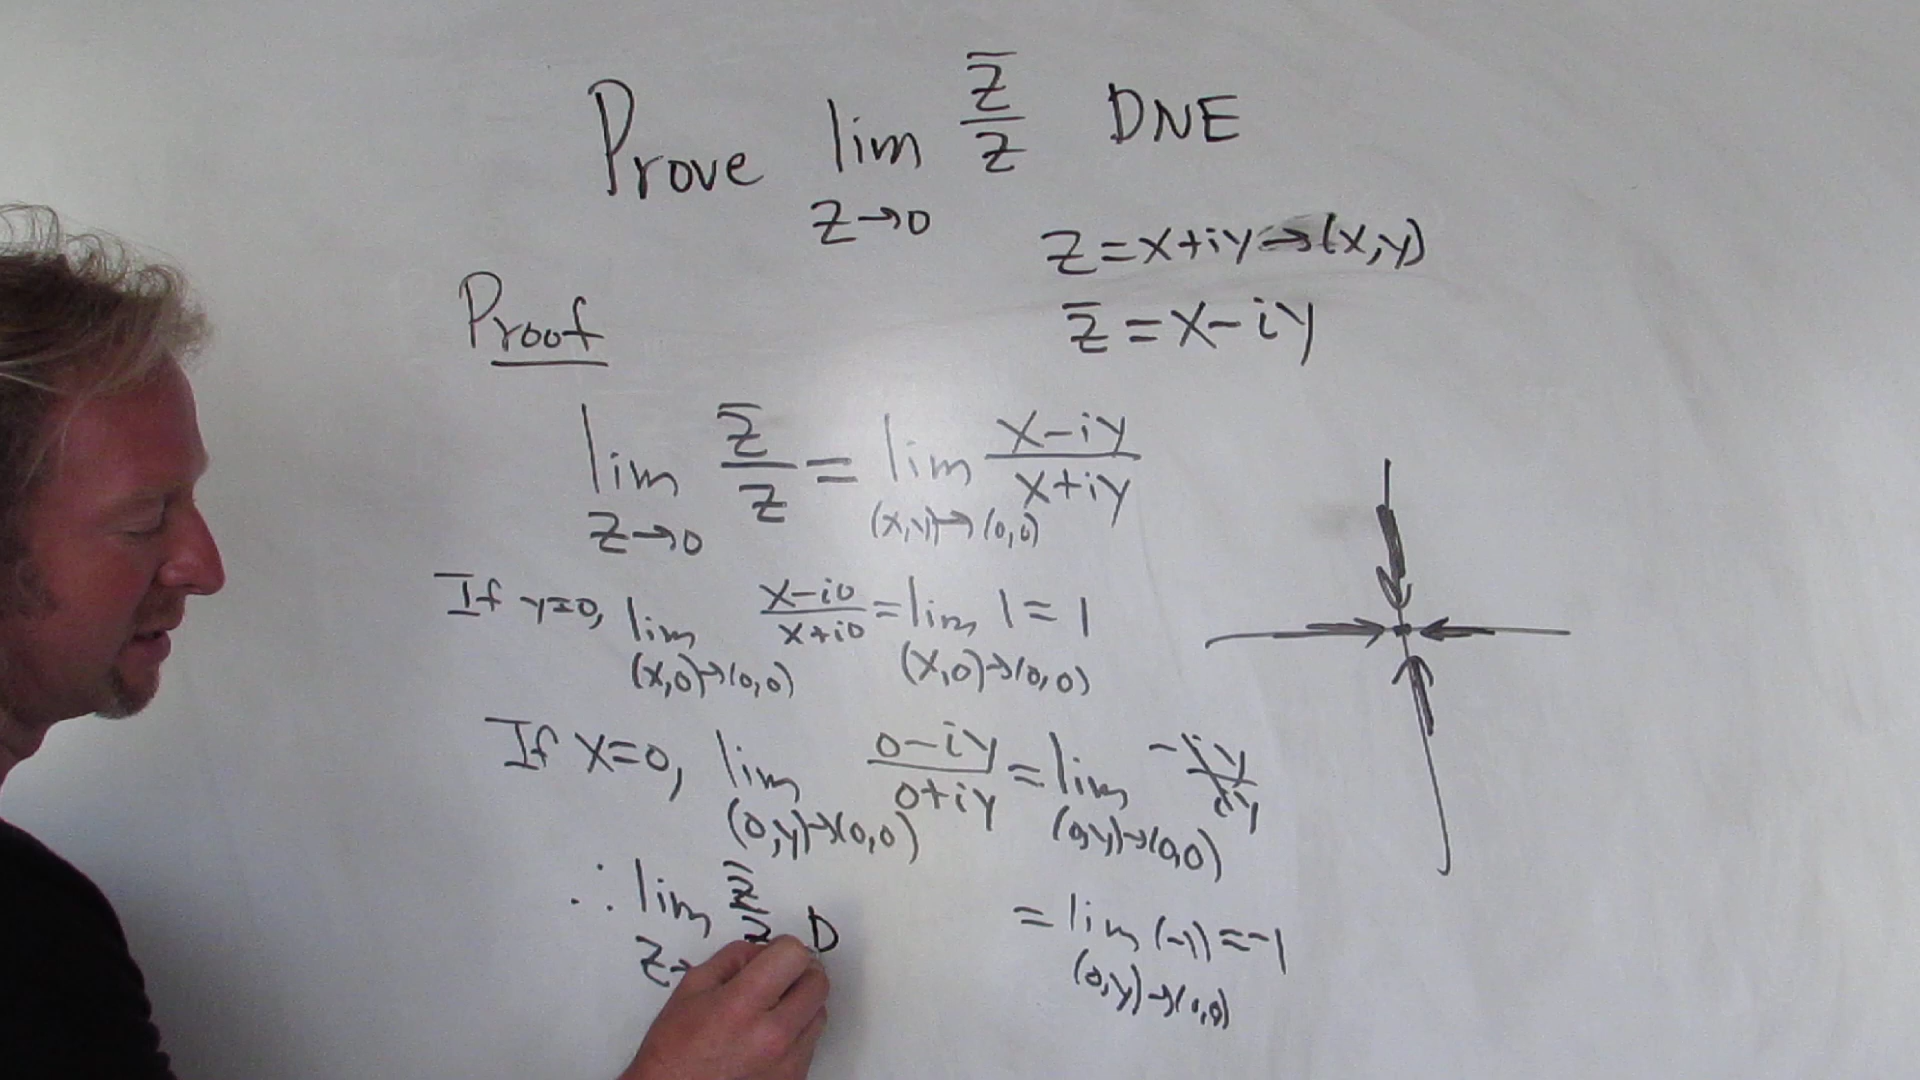 Prove lim z→0 z̅/z DNE
z = x+iy → (x,y)
z̅ = x-iy
Proof
lim z→0 z̅/z = lim (x,y)→(0,0) (x-iy)/(x+iy)
If y=0, lim (x,0)→(0,0) (x-i0)/(x+i0) = lim (x,0)→(0,0) 1 = 1
If x=0, lim (0,y)→(0,0) (0-iy)/(0+iy) = lim (0,y)→(0,0) -iy/iy
= lim (0,y)→(0,0) (-1) = -1
∴ lim z→ z̅/z D